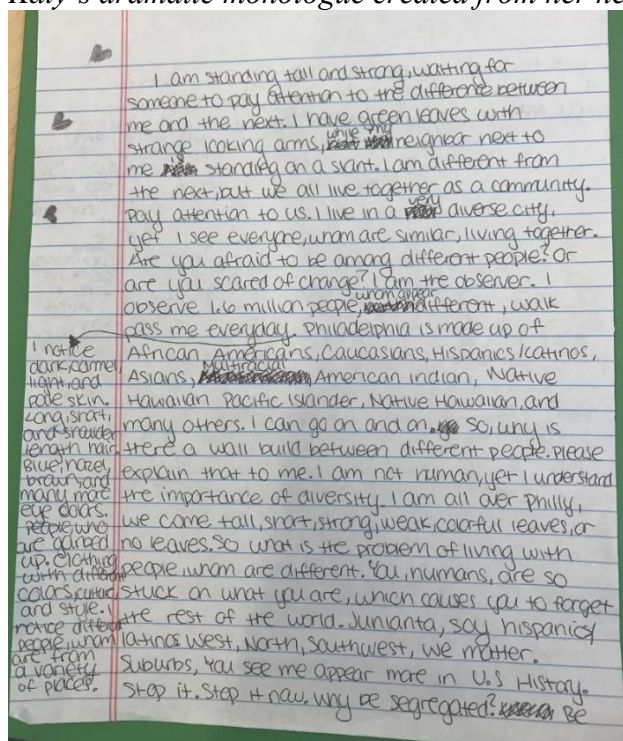 Katy's dramatic monologue created from her
I am standing tall and strong, waiting for
someone to pay attention to the difference between
me and the next. I have green leaves with
strange looking arms, while my neighbor next to
me standing on a slant. I am different from
the next, but we all live together as a community.
Pay attention to us. I live in a very diverse city,
yet I see everyone, whom are similar, living together.
Are you afraid to be among different people? Or
are you scared of change? I am the observer. I
observe 1.6 million people, whom appear different, walk
pass me everyday. Philadelphia is made up of
African Americans, Caucasians, Hispanics/Latinos,
Asians, Multiracial, American indian, Native
Hawaiian Pacific Islander, Native Hawaiian, and
many others. I can go on and on. So, why is
there a wall build between different people. Please
explain that to me. I am not human, yet I understand
the importance of diversity. I am all over Philly,
we come tall, short, strong, weak, colorful leaves, or
no leaves. So what is the problem of living with
people, whom are different. You, humans, are so
stuck on what you are, which causes you to forget
the rest of the world. Junianta, say hispanics/
latinos West, North, Southwest, we matter.
Suburbs, you see me appear more in U.S History.
Stop it. Stop it now. Why be segregated? Be
I notice
dark, carmel,
light, and
pale skin.
Long, short,
and shoulder
length hair.
Blue, hazel,
brown, and
many more
eye colors.
People, who
are garbed
up. Clothing
with different
colors,
and style. I
notice different
people, whom
are from
a variety
of places.